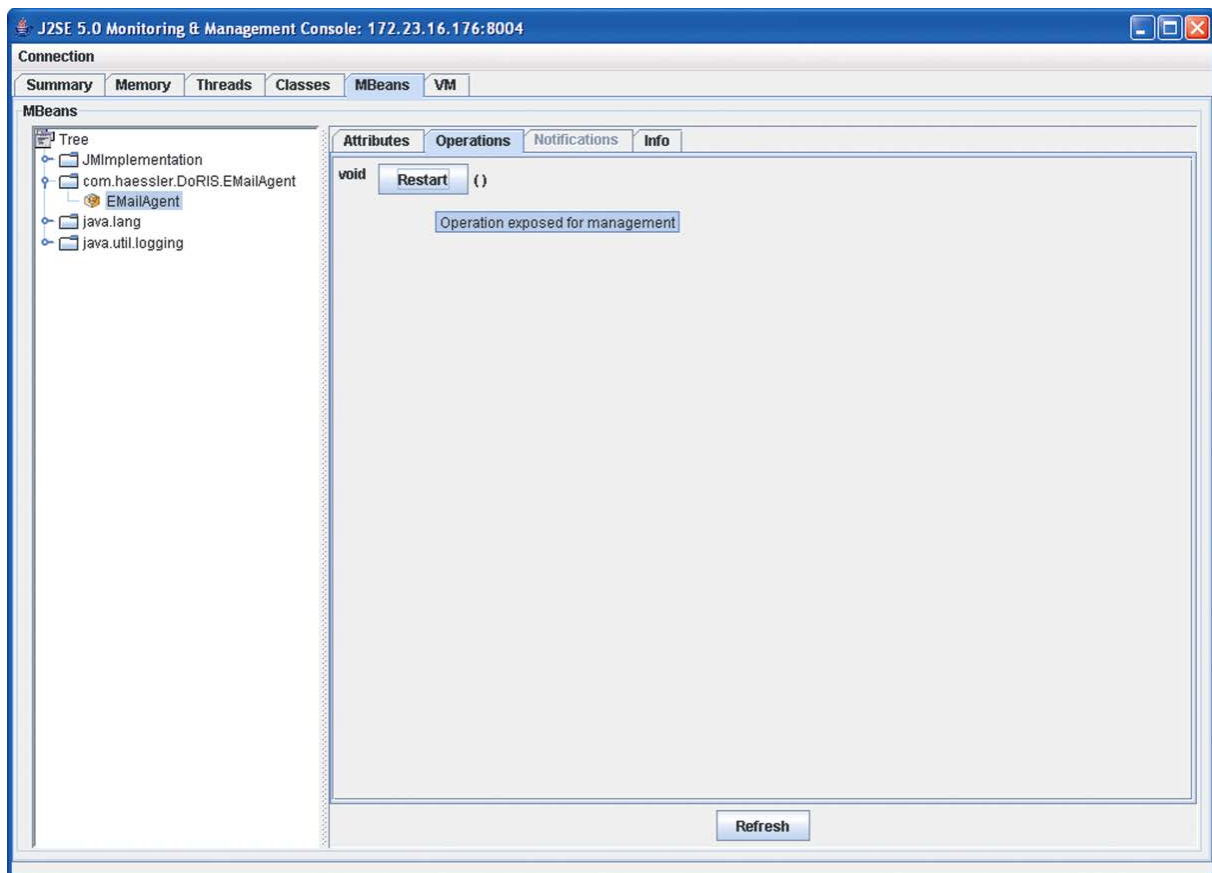 J2SE 5.0 Monitoring & Management Console: 172.23.16.176:8004
Connection
Summary Memory Threads Classes MBeans VM
MBeans
Tree
JMImplementation
com.haessler.DoRIS.EMailAgent
EMailAgent
java.lang
java.util.logging
Attributes Operations Notifications Info
void Restart ()
Operation exposed for management
Refresh